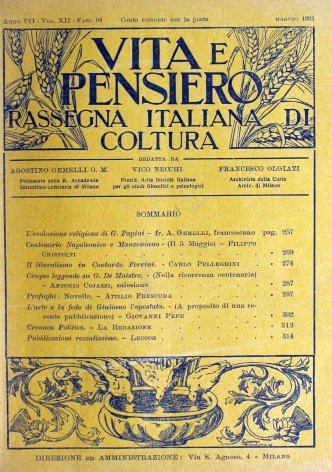 ANNO VII - VOL. XII - FASC. 94 Conto corrente con la posta MAGGIO 1921
VITA E
PENSIERO
RASSEGNA ITALIANA DI
COLTURA
REDATTA DA
AGOSTINO GEMELLI O. M. VICO NECCHI FRANCESCO OLGIATI
Professore nella R. Accademia Presid. della Società Italiana Archivista della Curia
Scientifico-Letteraria di Milano per gli studi filosofici e psicologici Arciv. di Milano
SOMMARIO
L'evoluzione religiosa di G. Papini - fr. A. GEMELLI, francescano pag. 257
Centenario Napoleonico e Manzoniano - (Il 5 Maggio) - FILIPPO
CRISPOLTI » 269
Il liberalismo in Contardo Ferrini. - CARLO PELLEGRINI » 274
Cinque leggende su G. De Maistre. - (Nella ricorrenza centenaria)
- ANTONIO COJAZZI, salesiano » 287
Profughi: Novella. - ATTILIO FRESCURA » 297
L'arte e la fede di Giuliano l'apostata. - (A proposito di una re-
cente pubblicazione) - GIOVANNI PEPE » 302
Cronaca Politica. - LA REDAZIONE » 313
Pubblicazioni recentissime. - LECTOR » 314
DIREZIONE ED AMMINISTRAZIONE: Via S. Agnese, 4 - MILANO